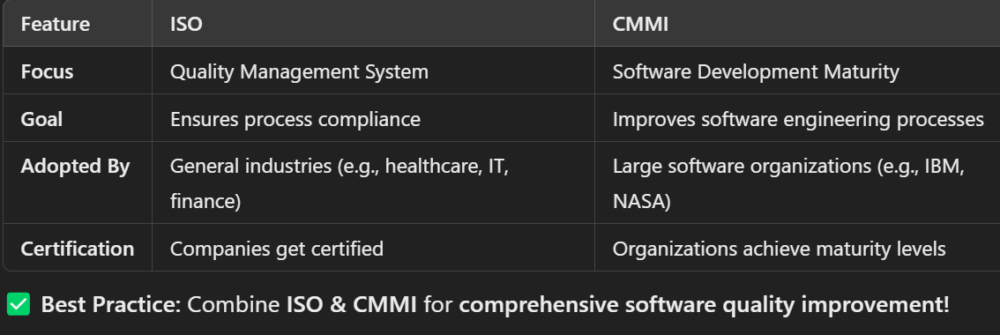 Feature ISO CMMI
Focus Quality Management System Software Development Maturity
Goal Ensures process compliance Improves software engineering processes
Adopted By General industries (e.g., healthcare, IT, Large software organizations (e.g., IBM,
finance) NASA)
Certification Companies get certified Organizations achieve maturity levels
✅ Best Practice: Combine ISO & CMMI for comprehensive software quality improvement!